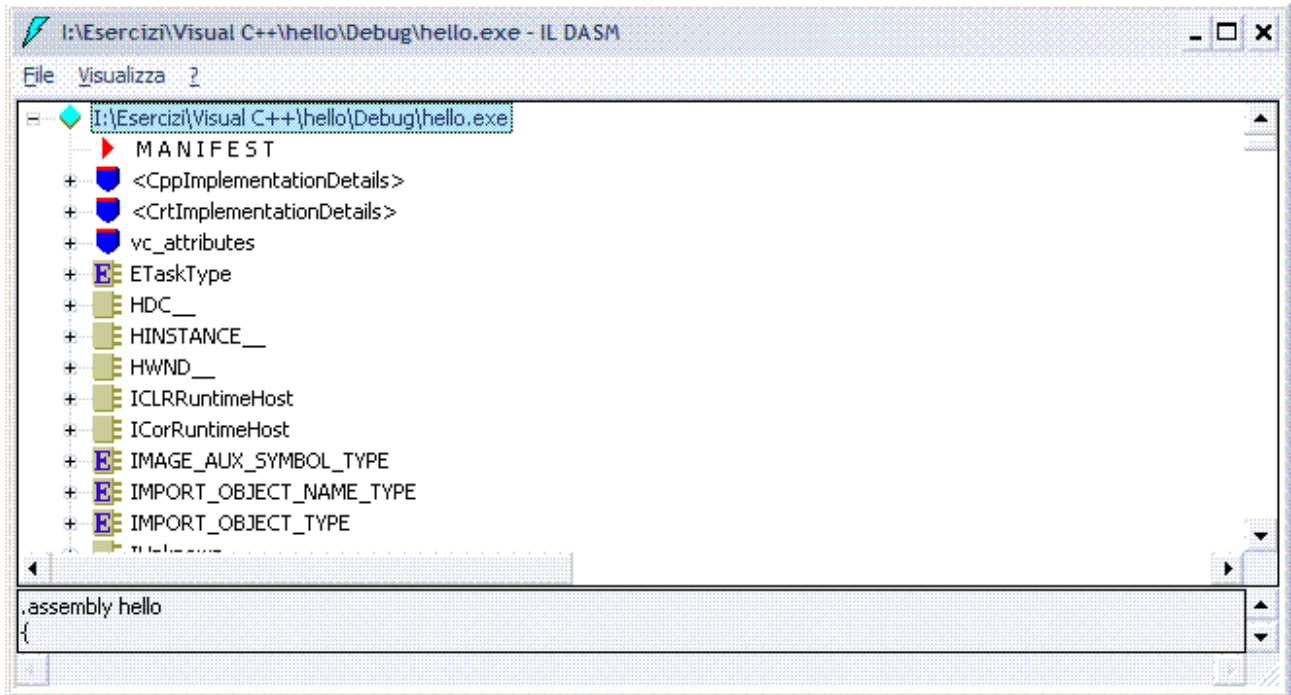 I:\Esercizi\Visual C++\hello\Debug\hello.exe - IL DASM
File Visualizza ?
I:\Esercizi\Visual C++\hello\Debug\hello.exe
M A N I F E S T
<CppImplementationDetails>
<CrtImplementationDetails>
vc_attributes
E ETaskType
HDC__
HINSTANCE__
HWND__
ICLRRuntimeHost
ICorRuntimeHost
E IMAGE_AUX_SYMBOL_TYPE
E IMPORT_OBJECT_NAME_TYPE
E IMPORT_OBJECT_TYPE
.assembly hello
{